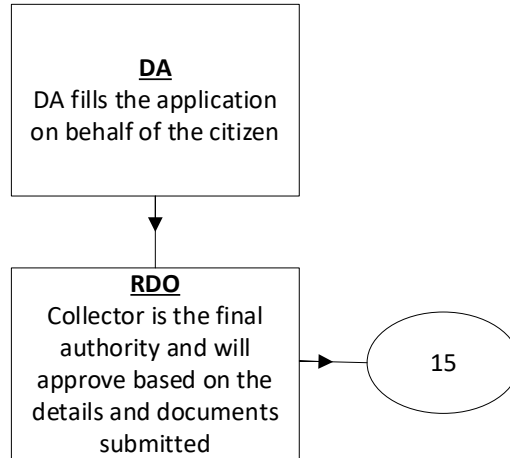 DA
DA fills the application
on behalf of the citizen
RDO
Collector is the final
authority and will
approve based on the
details and documents
submitted
15